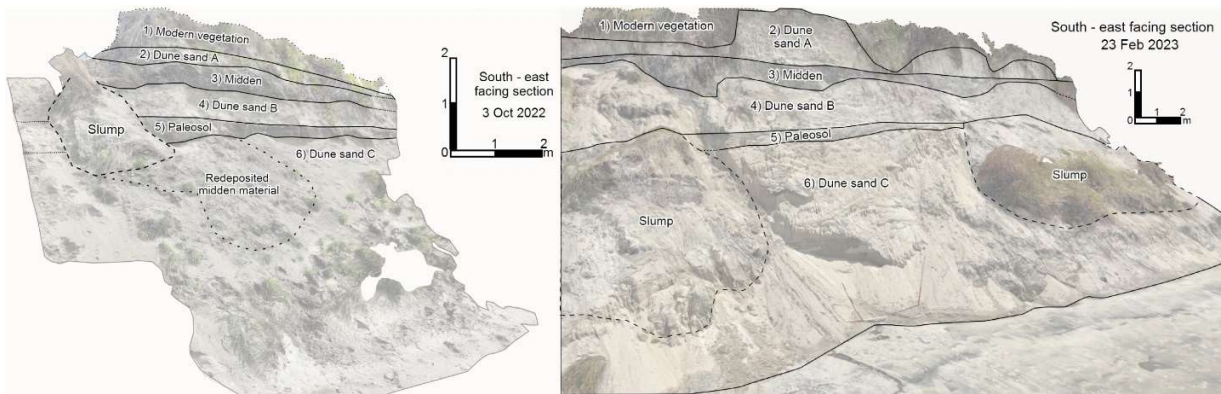 1) Modern vegetation
2) Dune sand A
3) Midden
4) Dune sand B
5) Paleosol
6) Dune sand C
Slump
Redeposited
midden material
2
1
0
1
2
m
South - east
facing section
3 Oct 2022
1) Modern vegetation
2) Dune
sand A
3) Midden
4) Dune sand B
5) Paleosol
6) Dune sand C
Slump
Slump
South - east facing section
23 Feb 2023
2
1
0
1
2
m